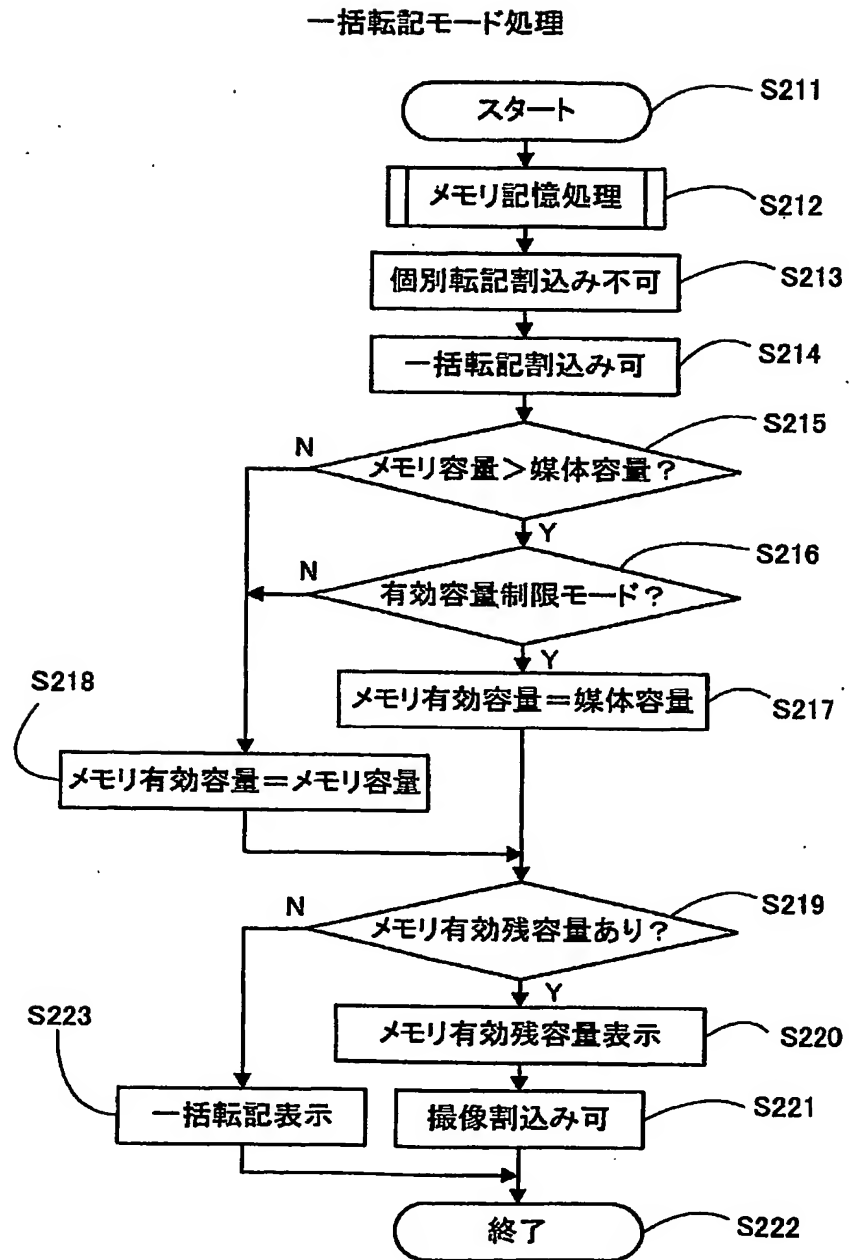 一括転記モード処理
スタート
S211
メモリ記憶処理
S212
個別転記割込み不可
S213
一括転記割込み可
S214
メモリ容量>媒体容量?
S215
N
Y
有効容量制限モード?
S216
N
Y
メモリ有効容量=媒体容量
S217
S218
メモリ有効容量=メモリ容量
メモリ有効残容量あり?
S219
N
Y
メモリ有効残容量表示
S220
S223
一括転記表示
撮像割込み可
S221
終了
S222